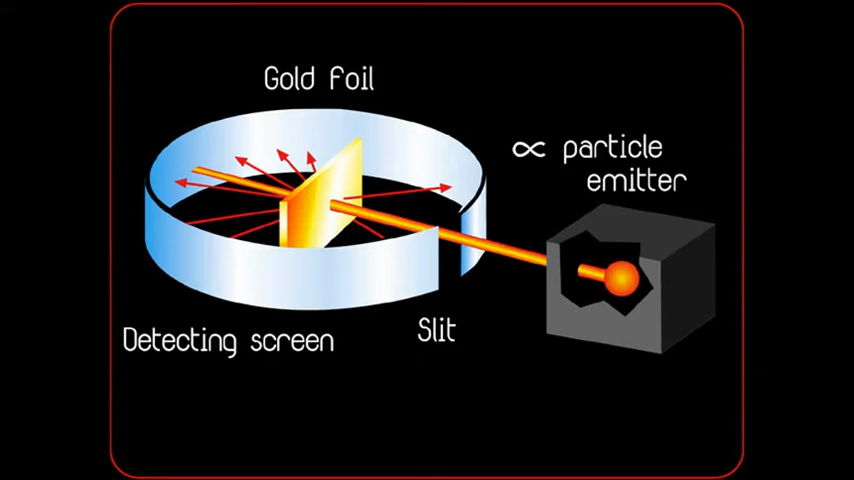 Gold Foil
∝ particle
emitter
Slit
Detecting screen